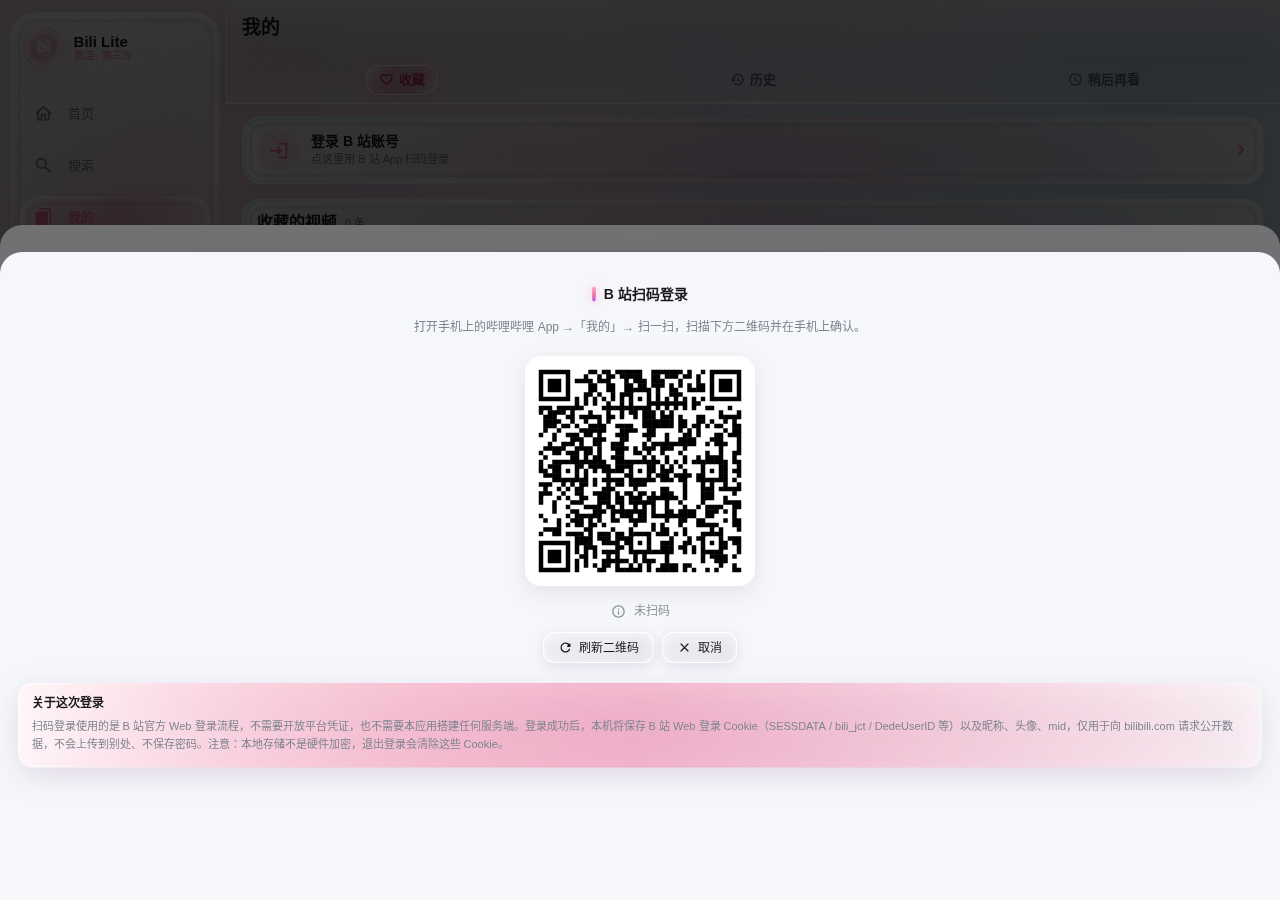 bi
Bili Lite
简洁 · 第三方
首页
搜索
我的
我的
收藏
历史
稍后再看
登录 B 站账号
点这里用 B 站 App 扫码登录
收藏的视频 0 条
B 站扫码登录
打开手机上的哔哩哔哩 App →「我的」→ 扫一扫，扫描下方二维码并在手机上确认。
未扫码
刷新二维码
取消
关于这次登录
扫码登录使用的是 B 站官方 Web 登录流程，不需要开放平台凭证，也不需要本应用搭建任何服务端。登录成功后，本机将保存 B 站 Web 登录 Cookie（SESSDATA / bili_jct / DedeUserID 等）以及昵称、头像、mid，仅用于向 bilibili.com 请求公开数
据，不会上传到别处、不保存密码。注意：本地存储不是硬件加密，退出登录会清除这些 Cookie。